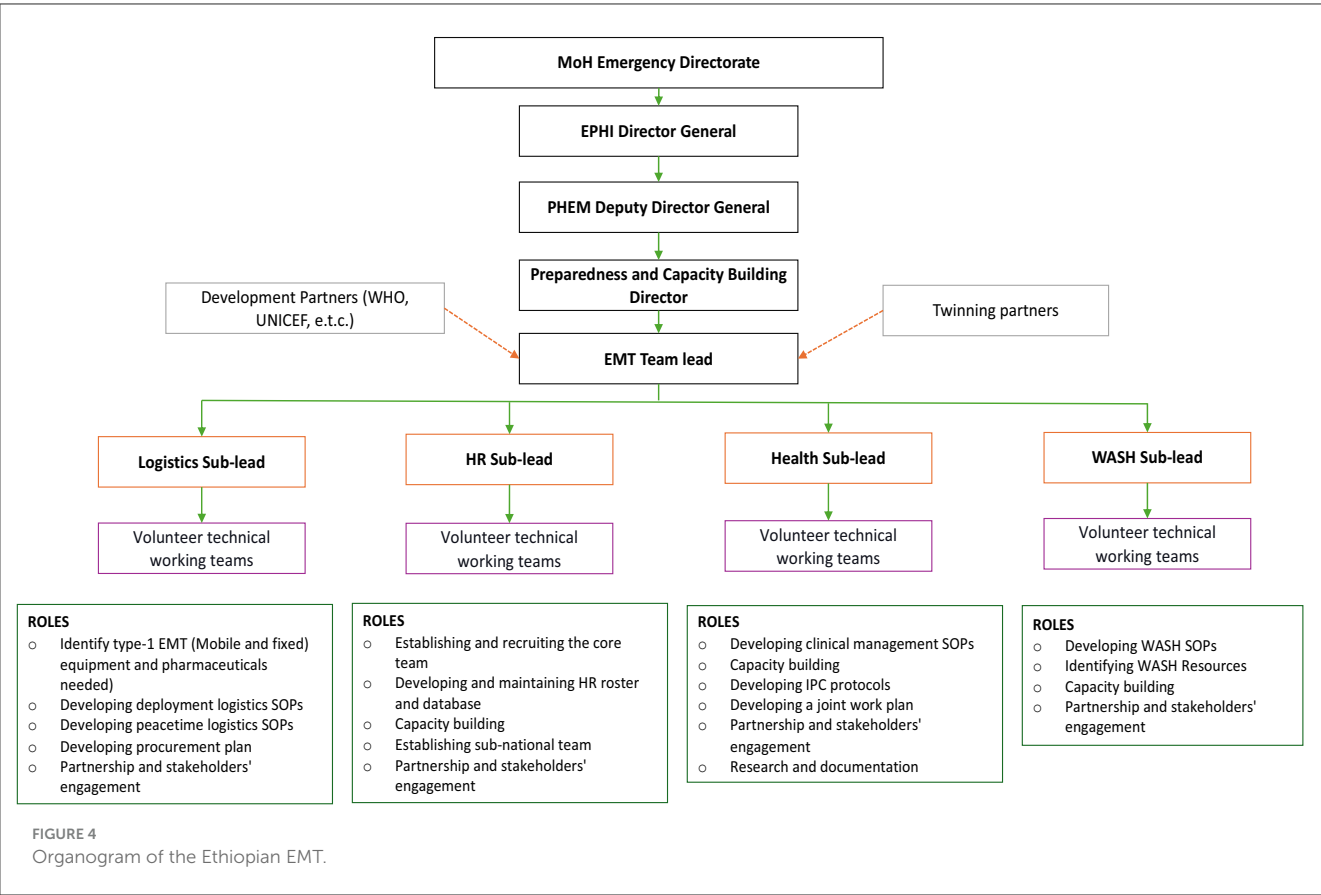 MoH Emergency Directorate
EPHI Director General
PHEM Deputy Director General
Preparedness and Capacity Building
Director
Development Partners (WHO,
UNICEF, e.t.c.)
Twinning partners
EMT Team lead
Logistics Sub-lead
HR Sub-lead
Health Sub-lead
WASH Sub-lead
Volunteer technical
working teams
Volunteer technical
working teams
Volunteer technical
working teams
Volunteer technical
working teams
ROLES
○ Identify type-1 EMT (Mobile and fixed)
equipment and pharmaceuticals
needed)
○ Developing deployment logistics SOPs
○ Developing peacetime logistics SOPs
○ Developing procurement plan
○ Partnership and stakeholders'
engagement
ROLES
○ Establishing and recruiting the core
team
○ Developing and maintaining HR roster
and database
○ Capacity building
○ Establishing sub-national team
○ Partnership and stakeholders'
engagement
ROLES
○ Developing clinical management SOPs
○ Capacity building
○ Developing IPC protocols
○ Developing a joint work plan
○ Partnership and stakeholders'
engagement
○ Research and documentation
ROLES
○ Developing WASH SOPs
○ Identifying WASH Resources
○ Capacity building
○ Partnership and stakeholders'
engagement
FIGURE 4
Organogram of the Ethiopian EMT.